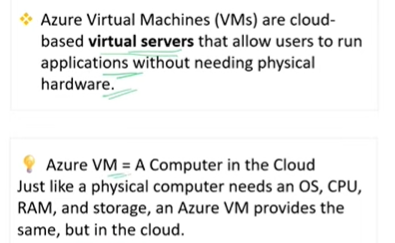 Azure Virtual Machines (VMs) are cloud-
based virtual servers that allow users to run
applications without needing physical
hardware.
Azure VM = A Computer in the Cloud
Just like a physical computer needs an OS, CPU,
RAM, and storage, an Azure VM provides the
same, but in the cloud.